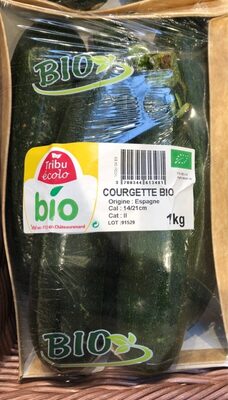 BIO
Tribu
écolo
bio
COURGETTE BIO
Origine : Espagne
Cal : 14/21cm
Cat : II
LOT :91529
1kg
BIO